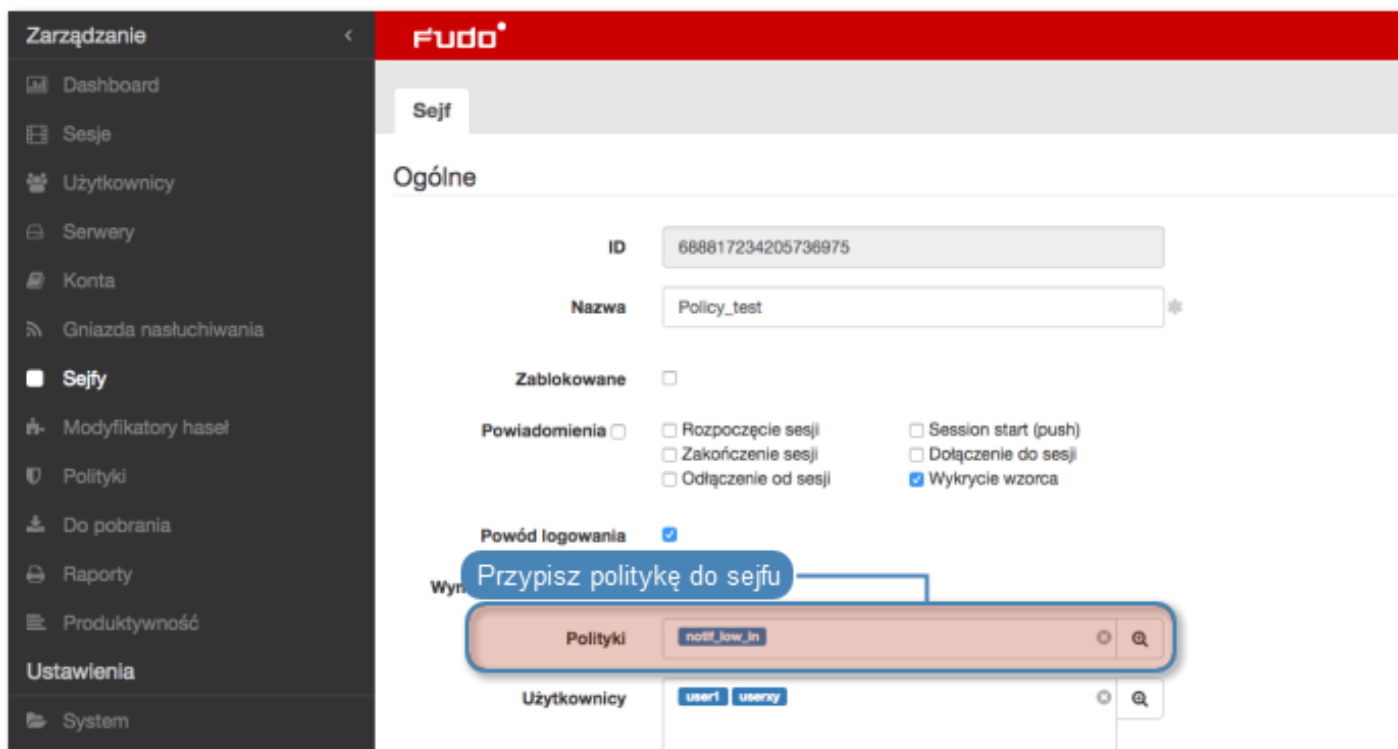 Zarządzanie
Dashboard
Sesje
Użytkownicy
Serwery
Konta
Gniazda nasłuchiwania
Sejfy
Modyfikatory haseł
Polityki
Do pobrania
Raporty
Produktywność
Ustawienia
System
FUDO
Sejf
Ogólne
ID 688817234205736975
Nazwa Policy_test
Zablokowane
Powiadomienia Rozpoczęcie sesji Session start (push)
Zakończenie sesji Dołączenie do sesji
Odłączenie od sesji Wykrycie wzorca
Powód logowania
Przypisz politykę do sejfu
Polityki notif_low_in
Użytkownicy user1 userxy